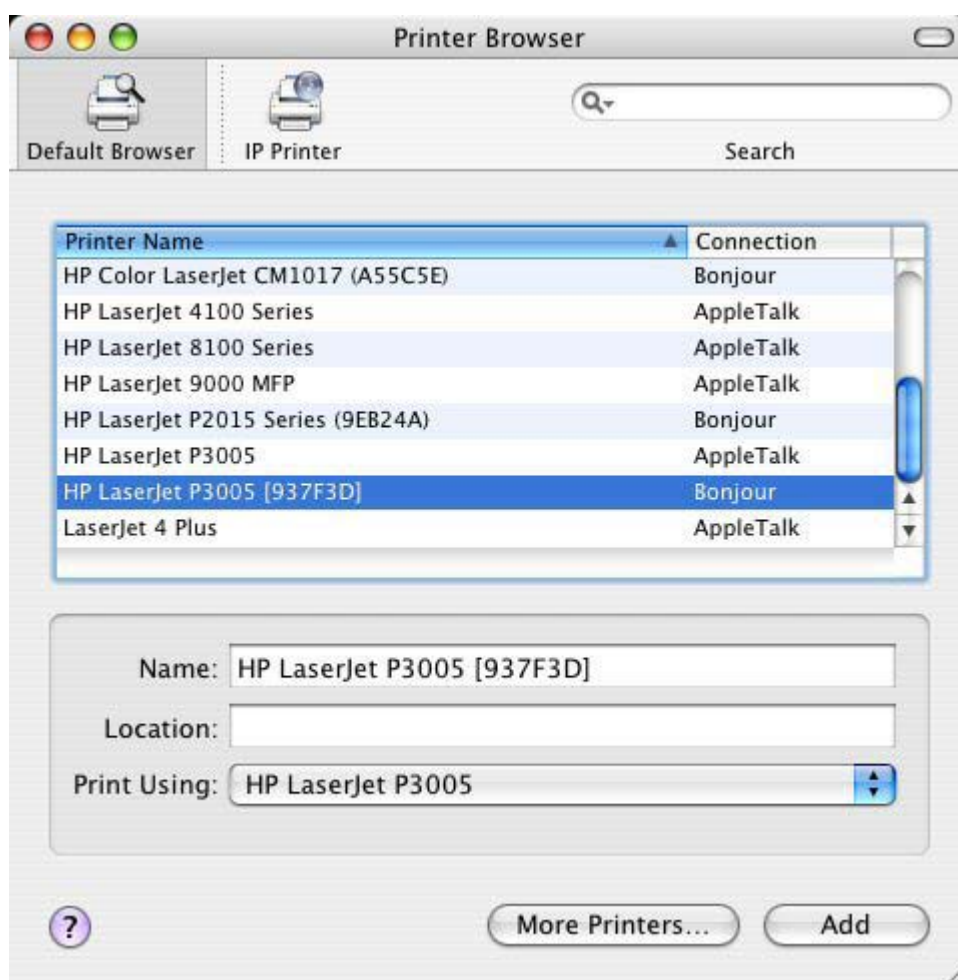 Printer Browser
Default Browser
IP Printer
Search
Printer Name Connection
HP Color LaserJet CM1017 (A55C5E) Bonjour
HP LaserJet 4100 Series AppleTalk
HP LaserJet 8100 Series AppleTalk
HP LaserJet 9000 MFP AppleTalk
HP LaserJet P2015 Series (9EB24A) Bonjour
HP LaserJet P3005 AppleTalk
HP LaserJet P3005 [937F3D] Bonjour
LaserJet 4 Plus AppleTalk
Name: HP LaserJet P3005 [937F3D]
Location:
Print Using: HP LaserJet P3005
? More Printers... Add